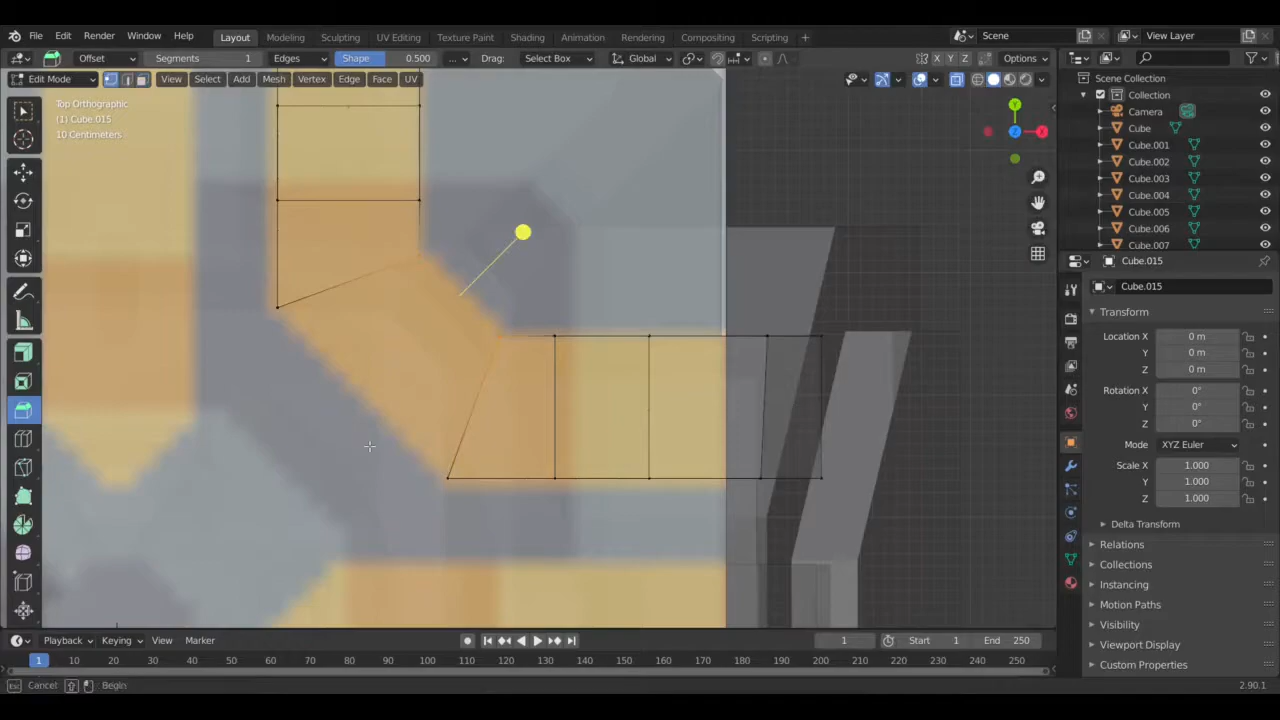 File Edit Render Window Help Layout Modeling Sculpting UV Editing Texture Paint Shading Animation Rendering Compositing Scripting + Scene View Layer
Offset Segments 1 Edges Shape 0.500 ... Drag: Select Box Global X Y Z Options
Edit Mode View Select Add Mesh Vertex Edge Face UV
Top Orthographic
(1) Cube.015
10 Centimeters
Scene Collection
Collection
Camera
Cube
Cube.001
Cube.002
Cube.003
Cube.004
Cube.005
Cube.006
Cube.007
Cube.015
Cube.015
Transform
Location X 0 m
Y 0 m
Z 0 m
Rotation X 0°
Y 0°
Z 0°
Mode XYZ Euler
Scale X 1.000
Y 1.000
Z 1.000
Delta Transform
Relations
Collections
Instancing
Motion Paths
Visibility
Viewport Display
Custom Properties
Playback Keying View Marker 1 Start 1 End 250
1 10 20 30 40 50 60 70 80 90 100 110 120 130 140 150 160 170 180 190 200 210 220 230 240 250
Esc Cancel Begin 2.90.1